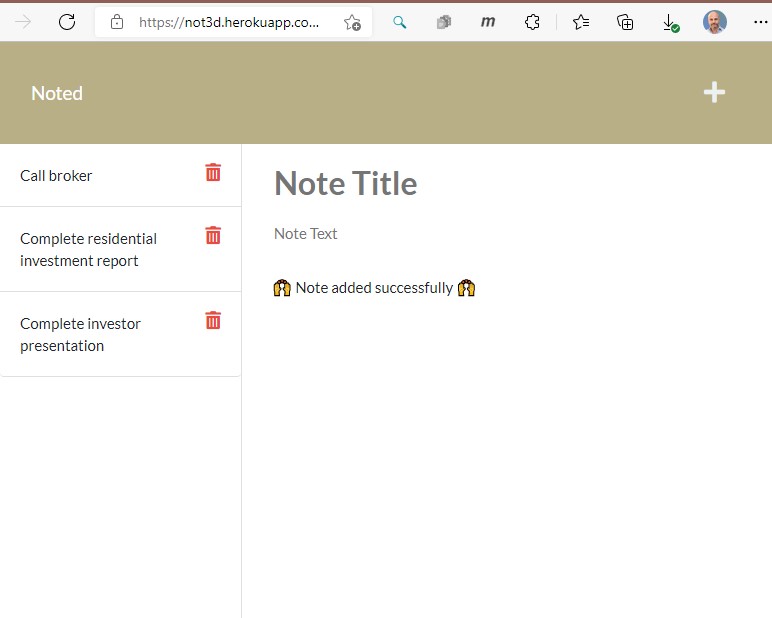 https://not3d.herokuapp.co...
m
Noted
Call broker
Complete residential
investment report
Complete investor
presentation
Note Title
Note Text
🙌 Note added successfully 🙌